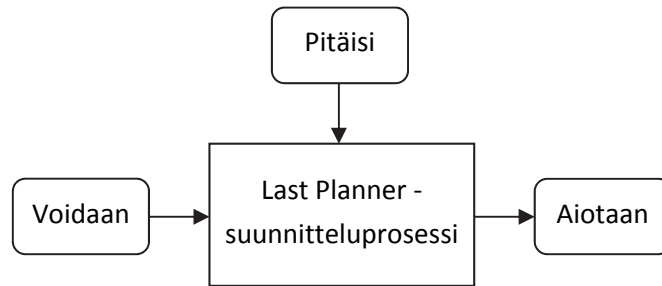 Pitäisi
Voidaan
Last Planner -
suunnitteluprosessi
Aiotaan